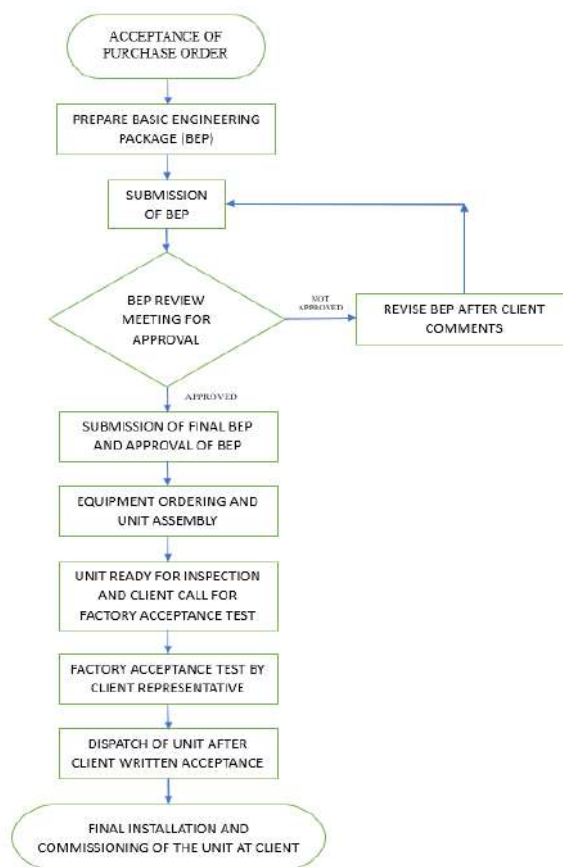 ACCEPTANCE OF
PURCHASE ORDER
PREPARE BASIC ENGINEERING
PACKAGE (BEP)
SUBMISSION
OF BEP
BEP REVIEW
MEETING FOR
APPROVAL
NOT
APPROVED
REVISE BEP AFTER CLIENT
COMMENTS
APPROVED
SUBMISSION OF FINAL BEP
AND APPROVAL OF BEP
EQUIPMENT ORDERING AND
UNIT ASSEMBLY
UNIT READY FOR INSPECTION
AND CLIENT CALL FOR
FACTORY ACCEPTANCE TEST
FACTORY ACCEPTANCE TEST BY
CLIENT REPRESENTATIVE
DISPATCH OF UNIT AFTER
CLIENT WRITTEN ACCEPTANCE
FINAL INSTALLATION AND
COMMISSIONING OF THE UNIT AT CLIENT